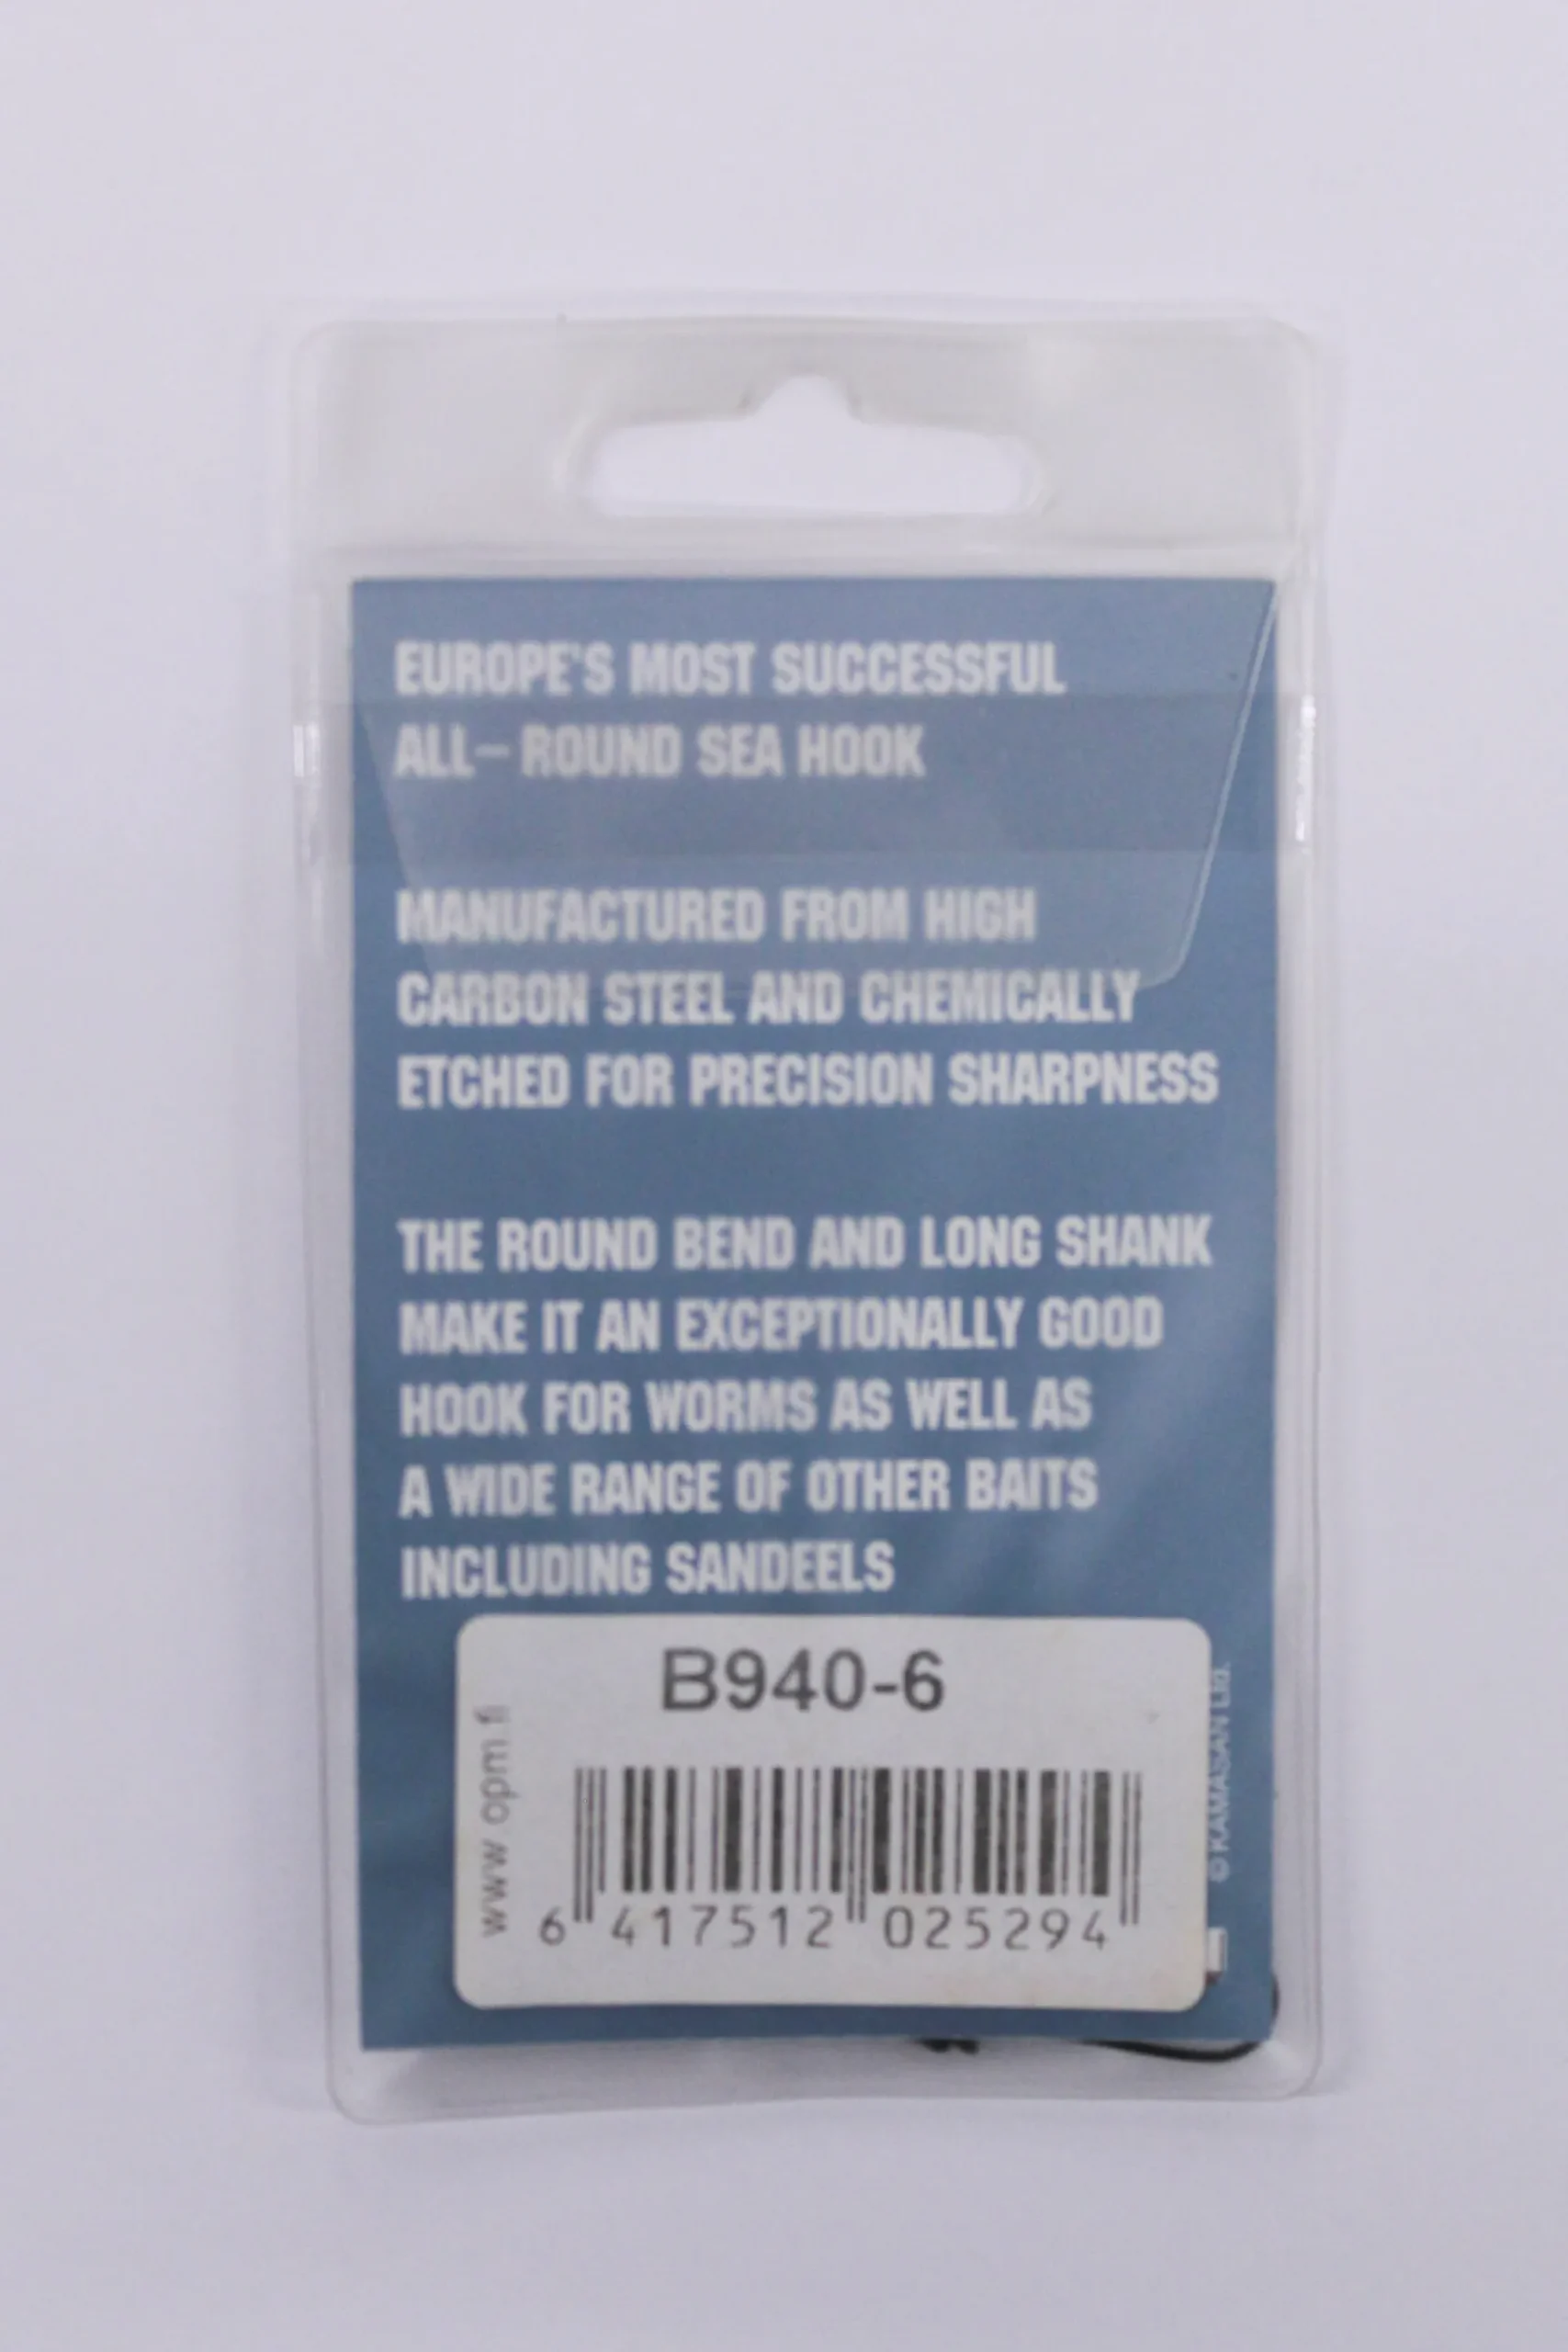 EUROPE'S MOST SUCCESSFUL
ALL– ROUND SEA HOOK
MANUFACTURED FROM HIGH
CARBON STEEL AND CHEMICALLY
ETCHED FOR PRECISION SHARPNESS
THE ROUND BEND AND LONG SHANK
MAKE IT AN EXCEPTIONALLY GOOD
HOOK FOR WORMS AS WELL AS
A WIDE RANGE OF OTHER BAITS
INCLUDING SANDEELS
B940-6
www opm.fi
6 417512 025294
© KAMASAN Ltd.